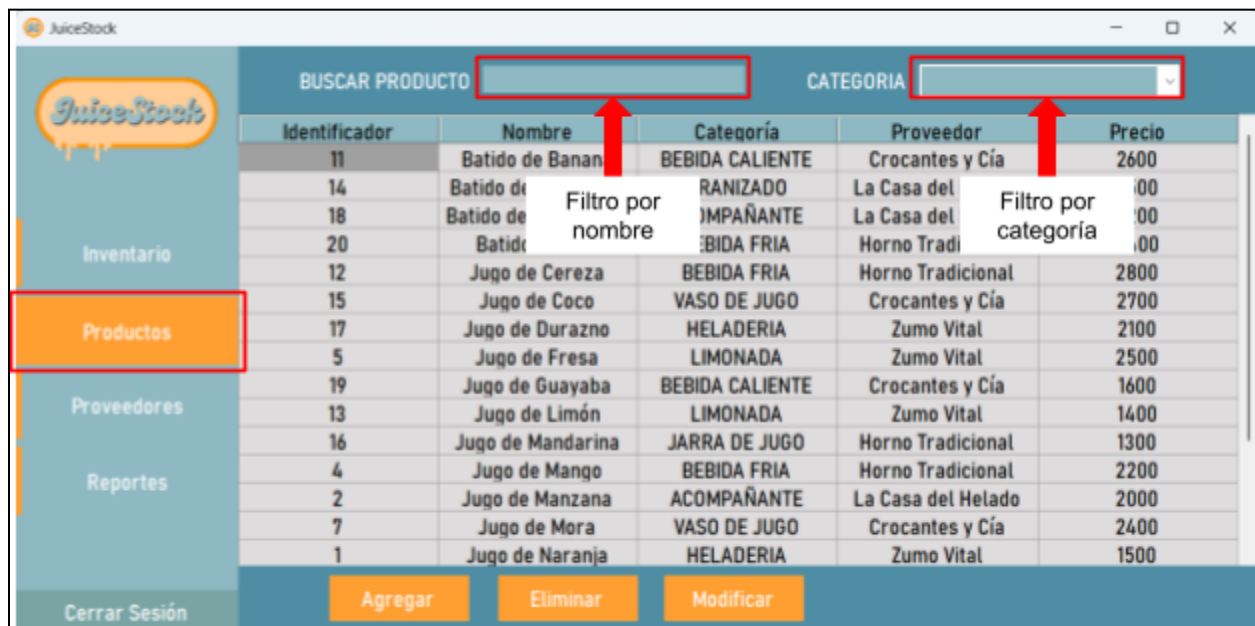 JuiceStock
JuiceStock
BUSCAR PRODUCTO
CATEGORIA
Identificador Nombre Categoría Proveedor Precio
11 Batido de Banan BEBIDA CALIENTE Crocantes y Cía 2600
14 Batido de RANIZADO La Casa del 00
18 Batido de OMPAÑANTE La Casa del 00
20 Batido EBIDA FRIA Horno Tradi 00
12 Jugo de Cereza BEBIDA FRIA Horno Tradicional 2800
15 Jugo de Coco VASO DE JUGO Crocantes y Cía 2700
17 Jugo de Durazno HELADERIA Zumo Vital 2100
5 Jugo de Fresa LIMONADA Zumo Vital 2500
19 Jugo de Guayaba BEBIDA CALIENTE Crocantes y Cía 1600
13 Jugo de Limón LIMONADA Zumo Vital 1400
16 Jugo de Mandarina JARRA DE JUGO Horno Tradicional 1300
4 Jugo de Mango BEBIDA FRIA Horno Tradicional 2200
2 Jugo de Manzana ACOMPAÑANTE La Casa del Helado 2000
7 Jugo de Mora VASO DE JUGO Crocantes y Cía 2400
1 Jugo de Naranja HELADERIA Zumo Vital 1500
Filtro por
nombre
Filtro por
categoría
Inventario
Productos
Proveedores
Reportes
Cerrar Sesión
Agregar Eliminar Modificar